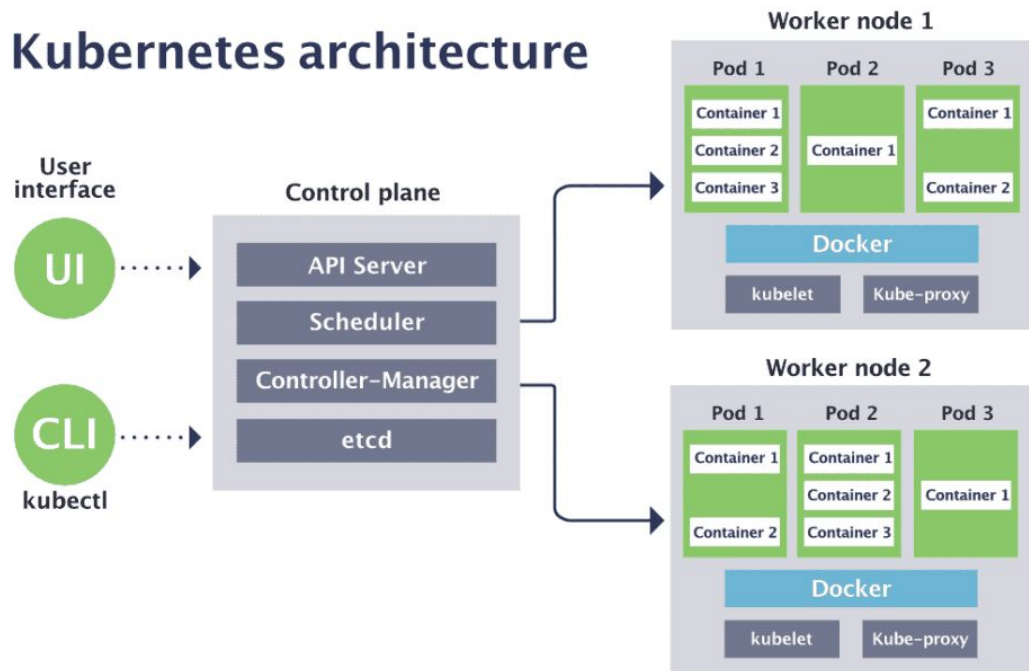 Kubernetes architecture
User
interface
UI
CLI
kubectl
Control plane
API Server
Scheduler
Controller-Manager
etcd
Worker node 1
Pod 1 Pod 2 Pod 3
Container 1
Container 2
Container 3
Container 1
Container 1
Container 2
Docker
kubelet Kube-proxy
Worker node 2
Pod 1 Pod 2 Pod 3
Container 1
Container 2
Container 1
Container 2
Container 3
Container 1
Docker
kubelet Kube-proxy